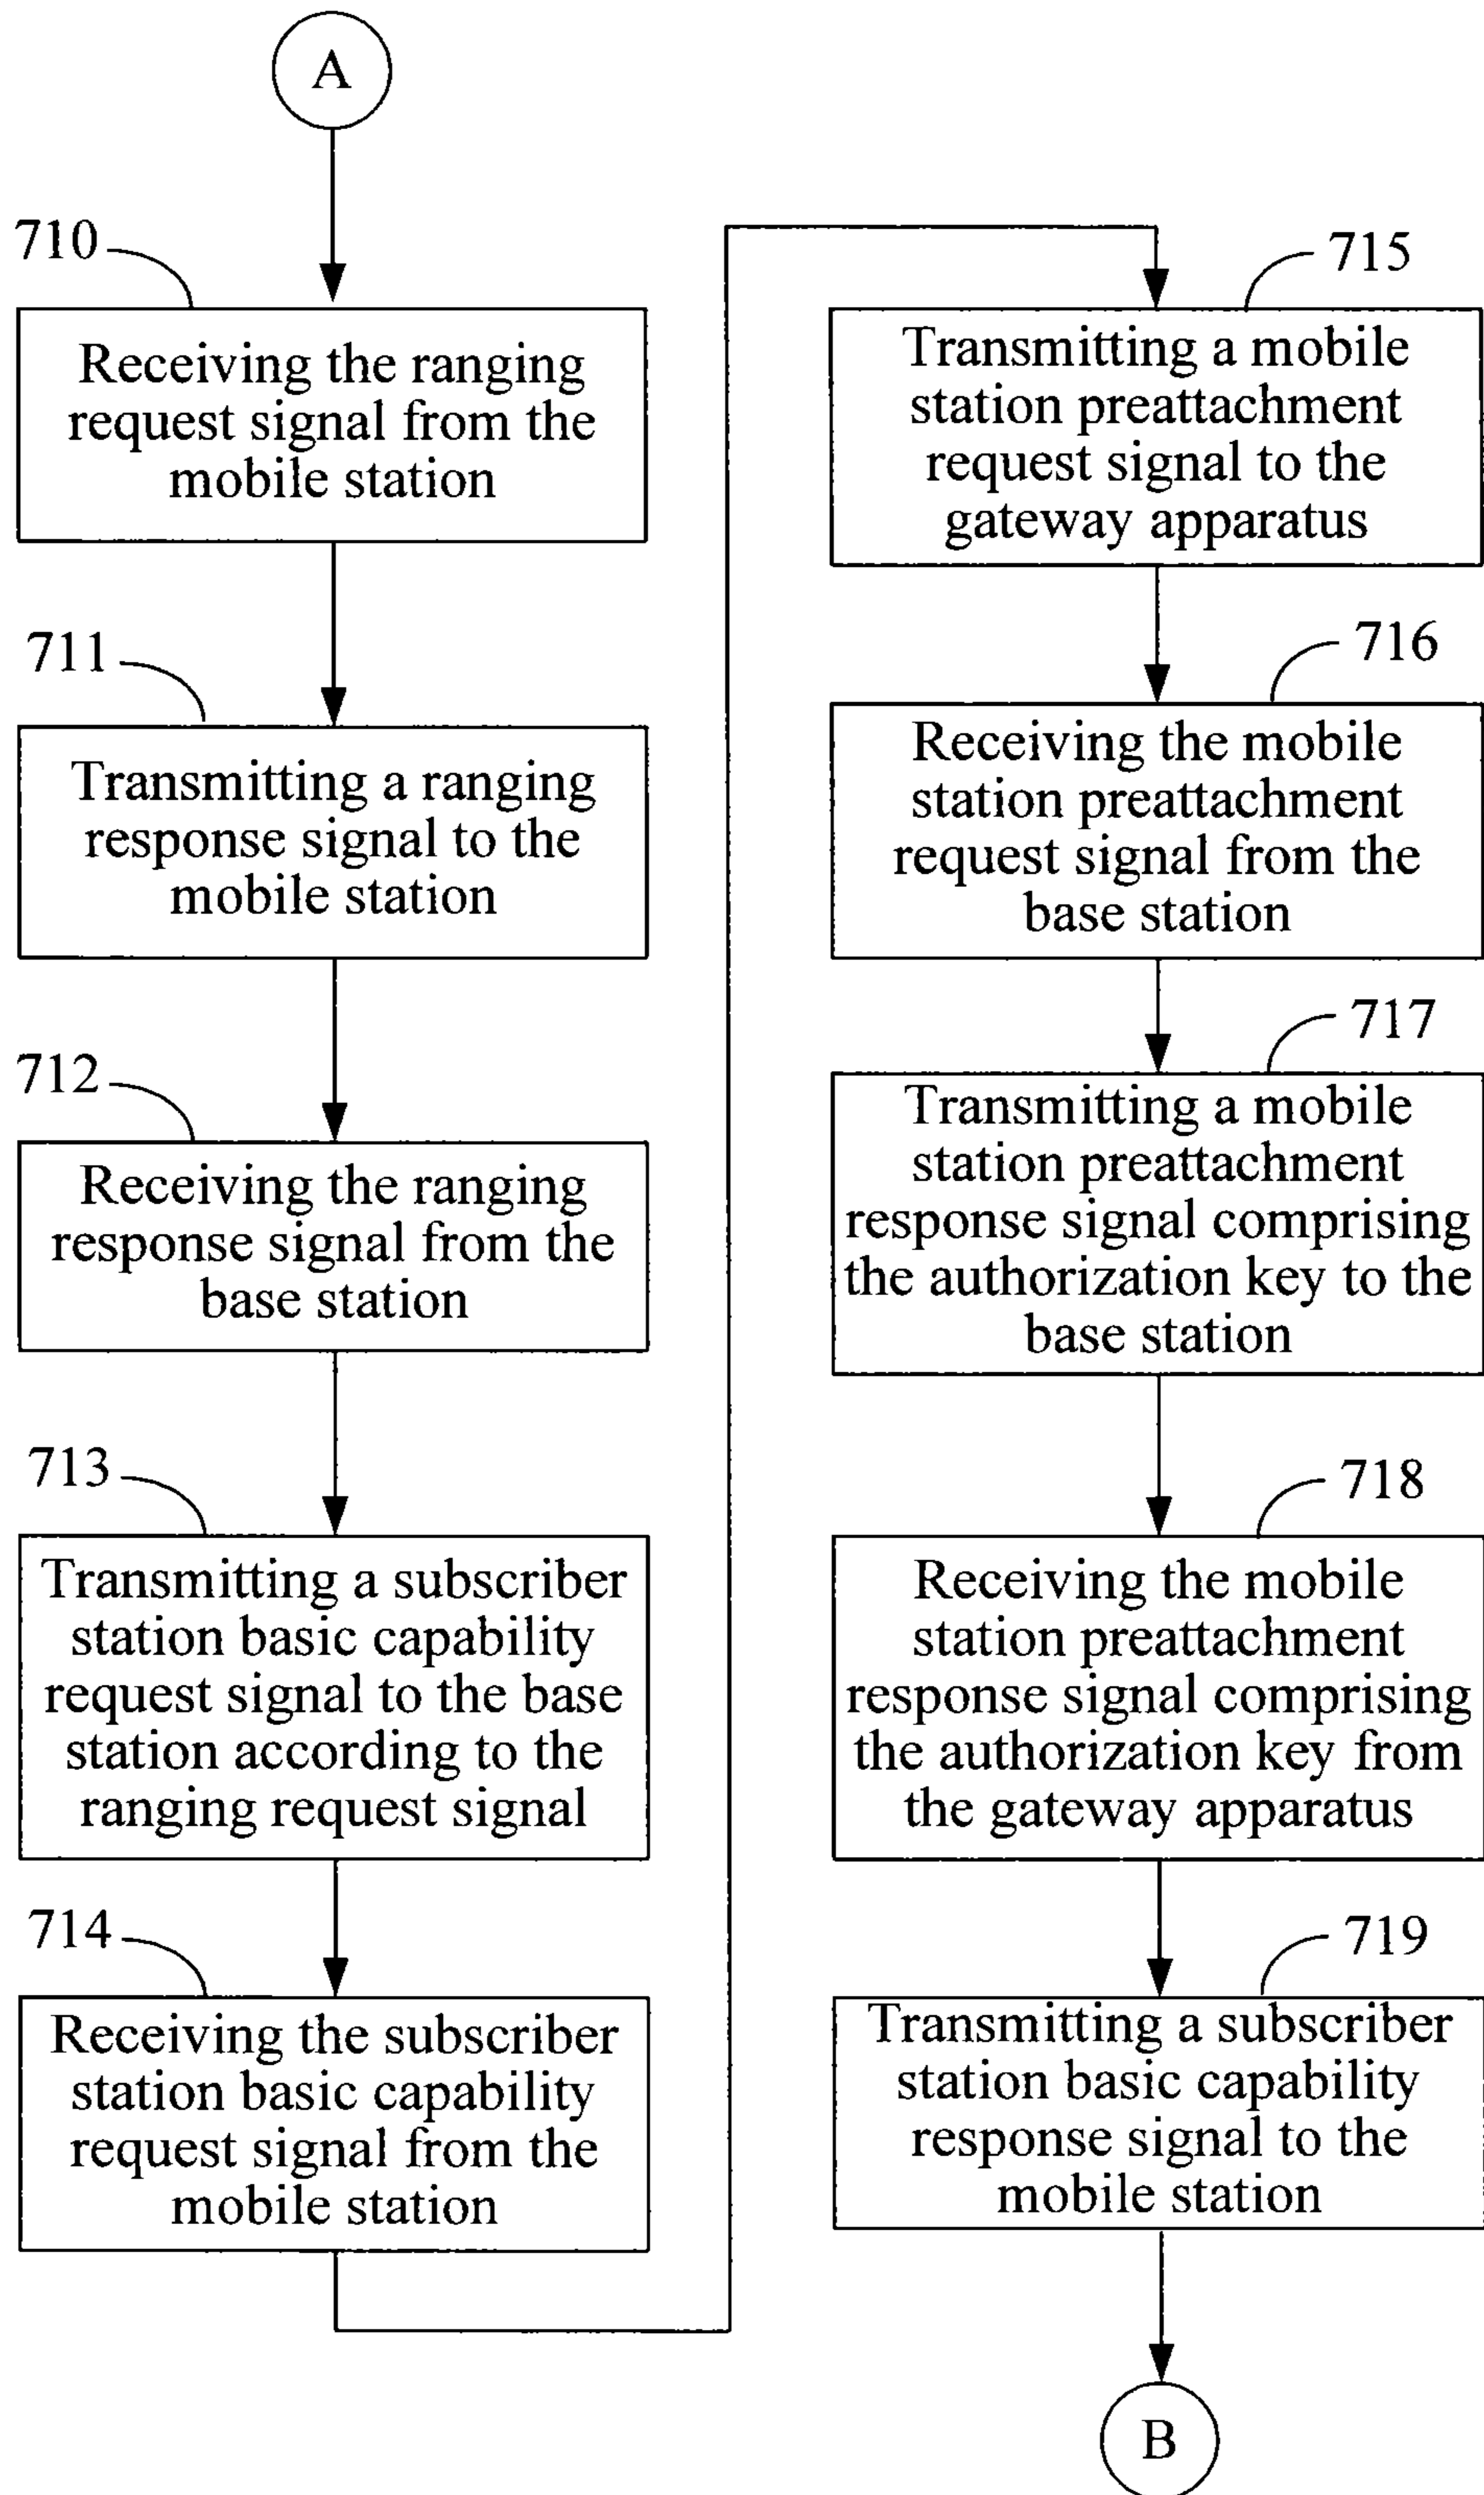 A
710
Receiving the ranging
request signal from the
mobile station
711
Transmitting a ranging
response signal to the
mobile station
712
Receiving the ranging
response signal from the
base station
713
Transmitting a subscriber
station basic capability
request signal to the base
station according to the
ranging request signal
714
Receiving the subscriber
station basic capability
request signal from the
mobile station
715
Transmitting a mobile
station preattachment
request signal to the
gateway apparatus
716
Receiving the mobile
station preattachment
request signal from the
base station
717
Transmitting a mobile
station preattachment
response signal comprising
the authorization key to the
base station
718
Receiving the mobile
station preattachment
response signal comprising
the authorization key from
the gateway apparatus
719
Transmitting a subscriber
station basic capability
response signal to the
mobile station
B